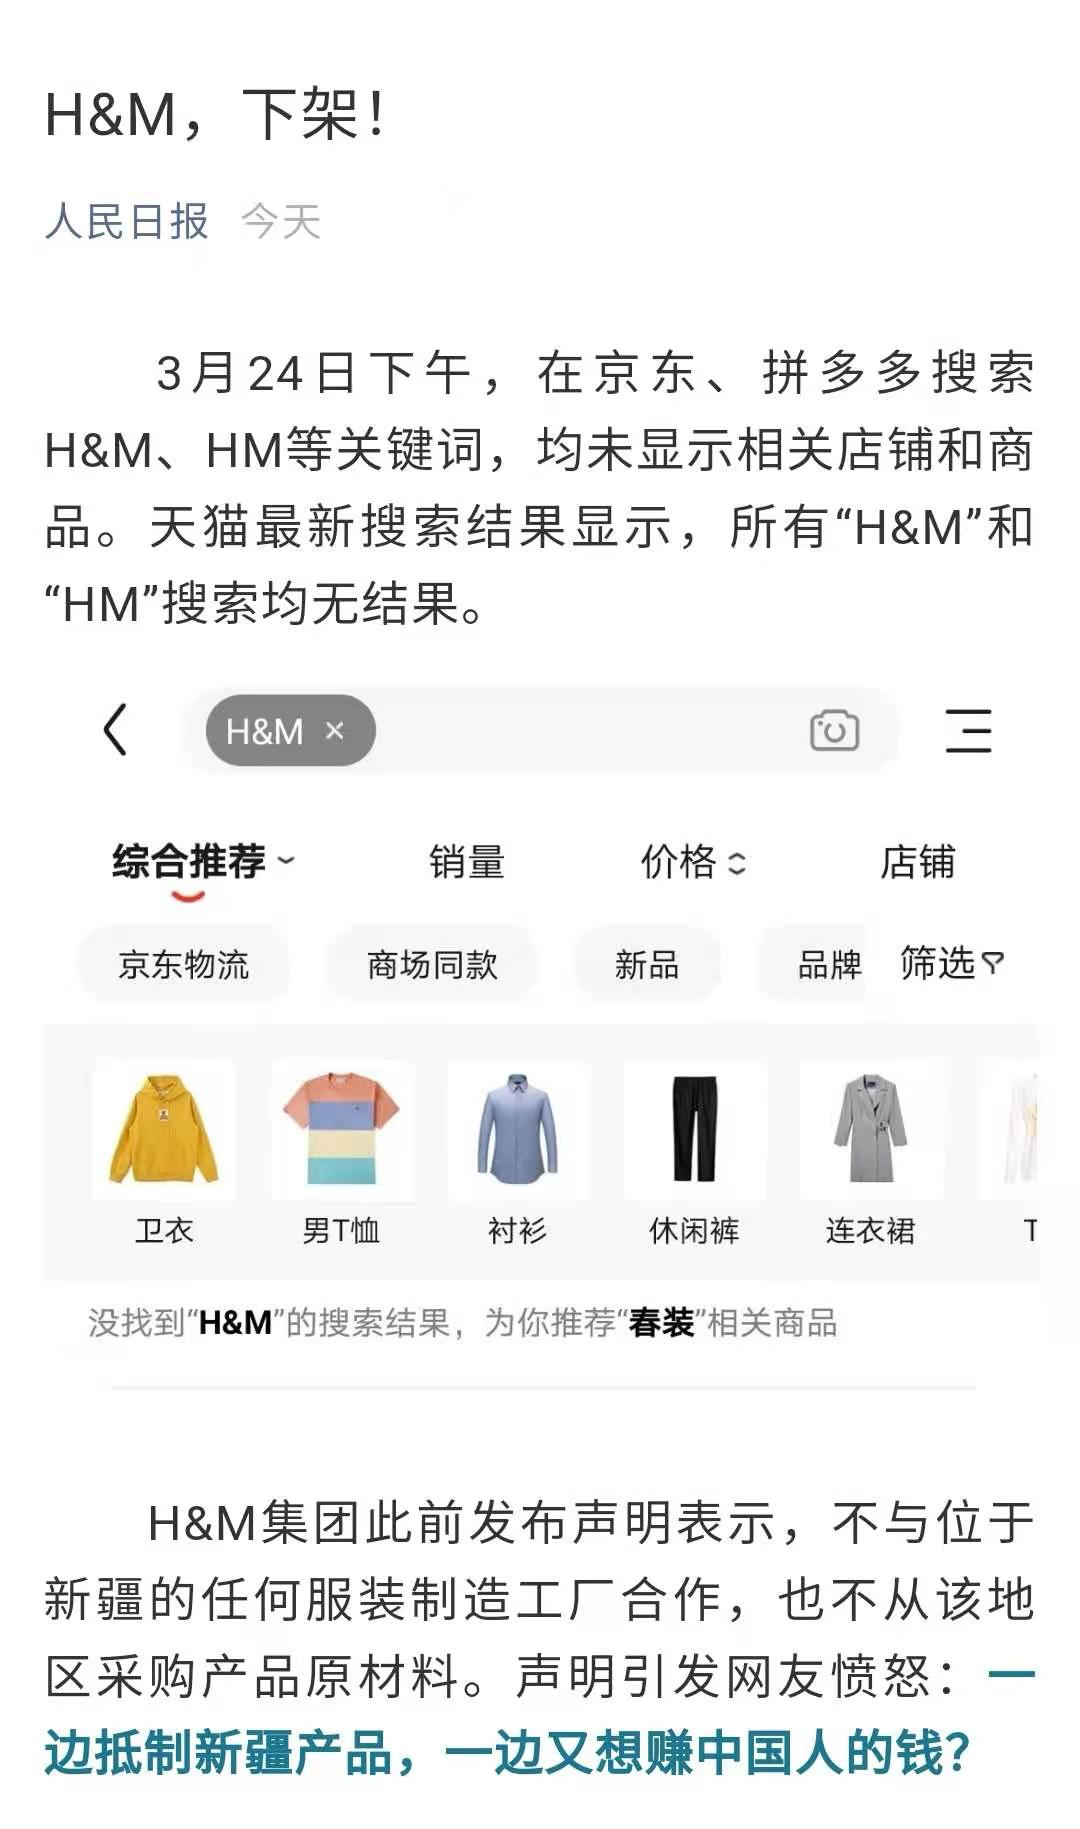 H&M，下架！
人民日报 今天
3月24日下午，在京东、拼多多搜索
H&M、HM等关键词，均未显示相关店铺和商
品。天猫最新搜索结果显示，所有“H&M”和
“HM”搜索均无结果。
H&M ×
综合推荐 销量 价格 店铺
京东物流 商场同款 新品 品牌 筛选
卫衣 男T恤 衬衫 休闲裤 连衣裙 T
没找到“H&M”的搜索结果，为你推荐“春装”相关商品
H&M集团此前发布声明表示，不与位于
新疆的任何服装制造工厂合作，也不从该地
区采购产品原材料。声明引发网友愤怒：一
边抵制新疆产品，一边又想赚中国人的钱？